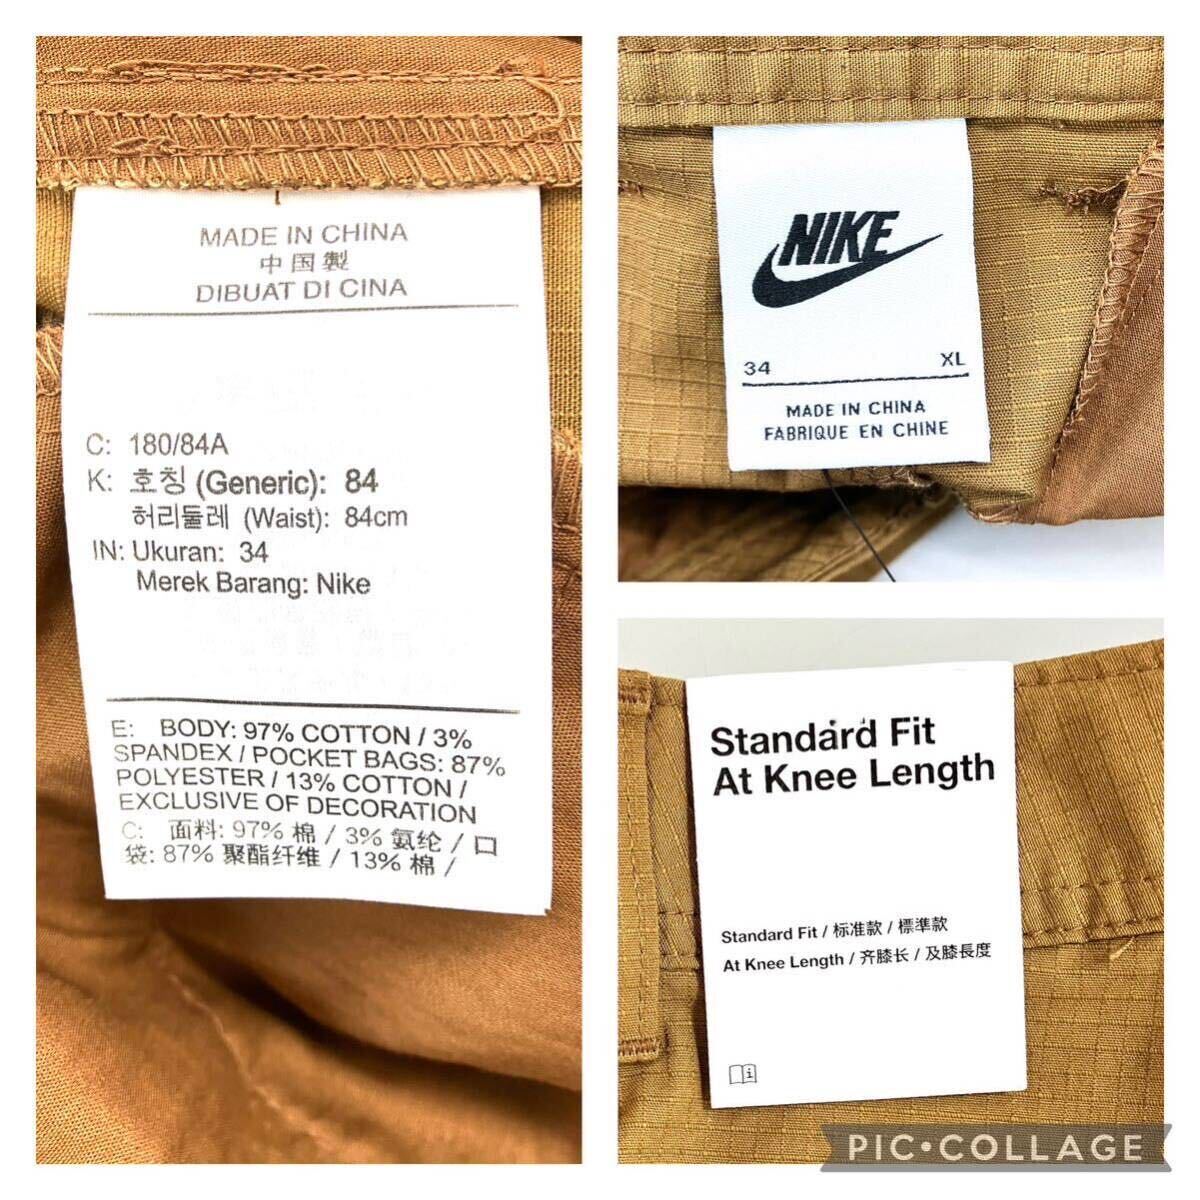 MADE IN CHINA
中国製
DIBUAT DI CINA
C: 180/84A
K: 호칭 (Generic): 84
허리둘레 (Waist): 84cm
IN: Ukuran: 34
Merek Barang: Nike
E: BODY: 97% COTTON / 3%
SPANDEX / POCKET BAGS: 87%
POLYESTER / 13% COTTON /
EXCLUSIVE OF DECORATION
C: 面料: 97% 棉 / 3% 氨纶 / 口
袋: 87% 聚酯纤维 / 13% 棉 /
NIKE
34 XL
MADE IN CHINA
FABRIQUE EN CHINE
Standard Fit
At Knee Length
Standard Fit / 标准款 / 標準款
At Knee Length / 齐膝长 / 及膝長度
PIC•COLLAGE